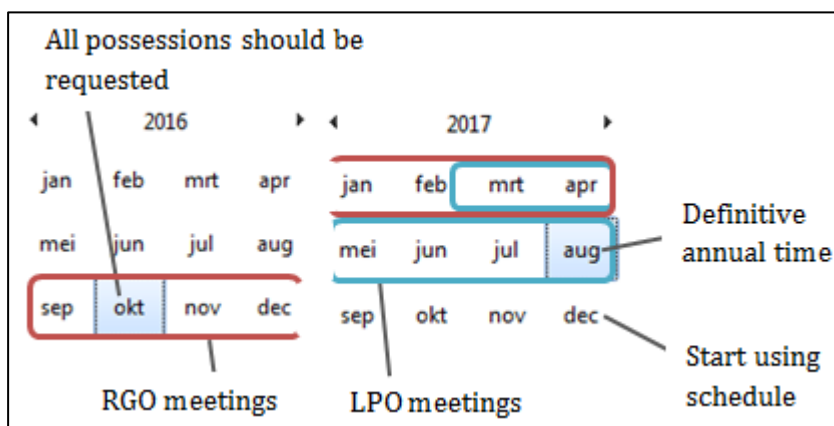 All possessions should be
requested
2016
jan feb mrt apr
mei jun jul aug
sep okt nov dec
RGO meetings
2017
jan feb mrt apr
mei jun jul aug
sep okt nov dec
LPO meetings
Definitive
annual time
Start using
schedule